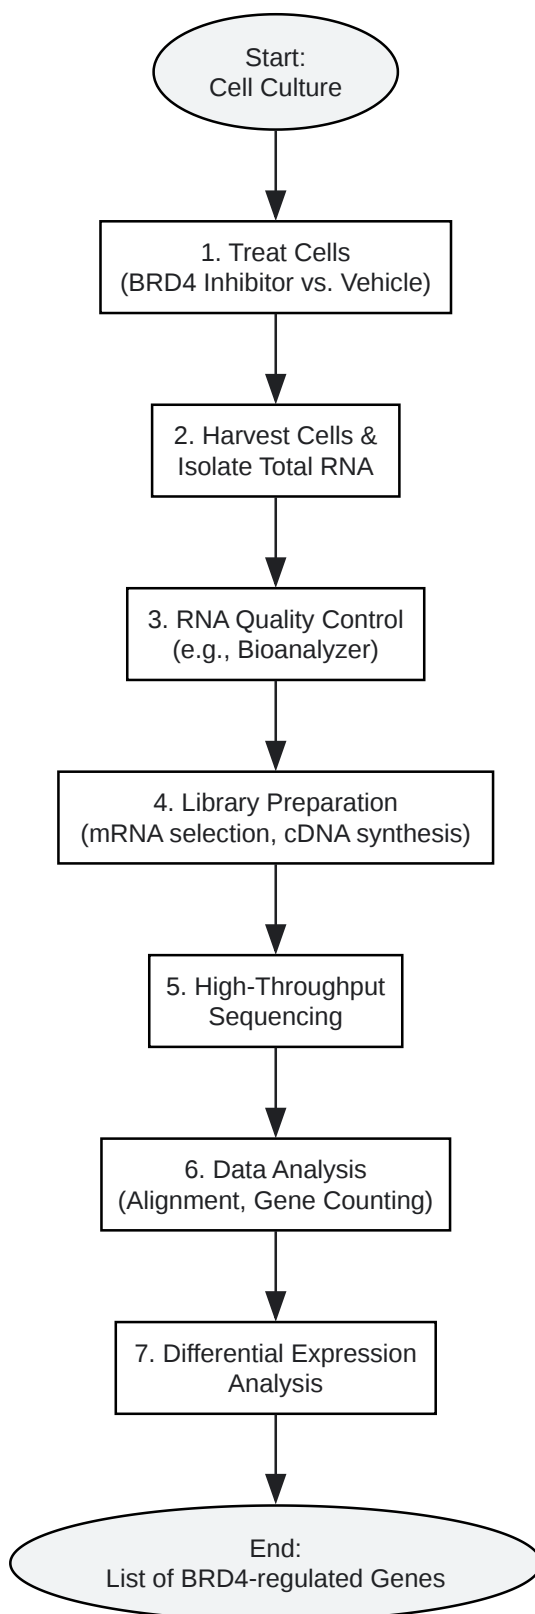 Start:
Cell Culture
1. Treat Cells
(BRD4 Inhibitor vs. Vehicle)
2. Harvest Cells &
Isolate Total RNA
3. RNA Quality Control
(e.g., Bioanalyzer)
4. Library Preparation
(mRNA selection, cDNA synthesis)
5. High-Throughput
Sequencing
6. Data Analysis
(Alignment, Gene Counting)
7. Differential Expression
Analysis
End:
List of BRD4-regulated Genes